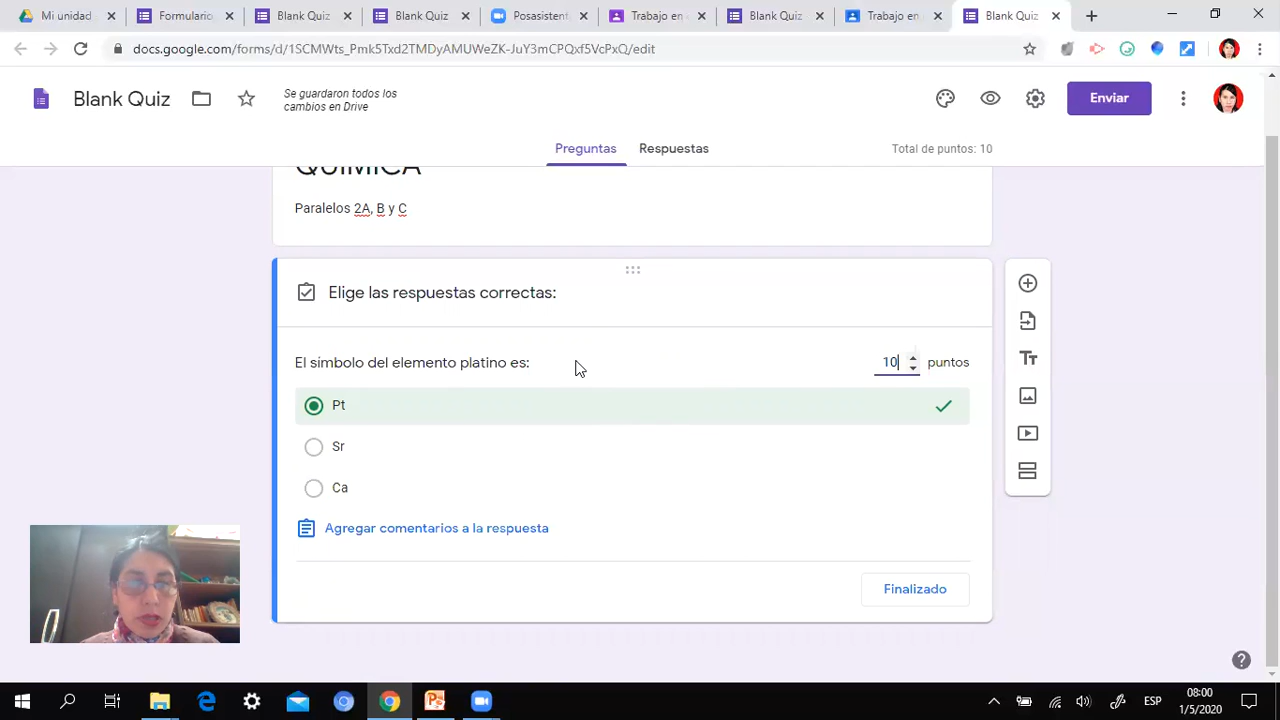 Mi unidad
Formulario
Blank Quiz
Blank Quiz
Posasistent
Trabajo en
Blank Quiz
Trabajo en
Blank Quiz
docs.google.com/forms/d/1SCMWts_Pmk5Txd2TMDyAMUWeZK-JuY3mCPQxf5VcPxQ/edit
Blank Quiz
Se guardaron todos los
cambios en Drive
Enviar
Preguntas
Respuestas
Total de puntos: 10
QUÍMICA
Paralelos 2A, B y C
Elige las respuestas correctas:
El símbolo del elemento platino es:
10
puntos
Pt
Sr
Ca
Agregar comentarios a la respuesta
Finalizado
ESP
08:00
1/5/2020